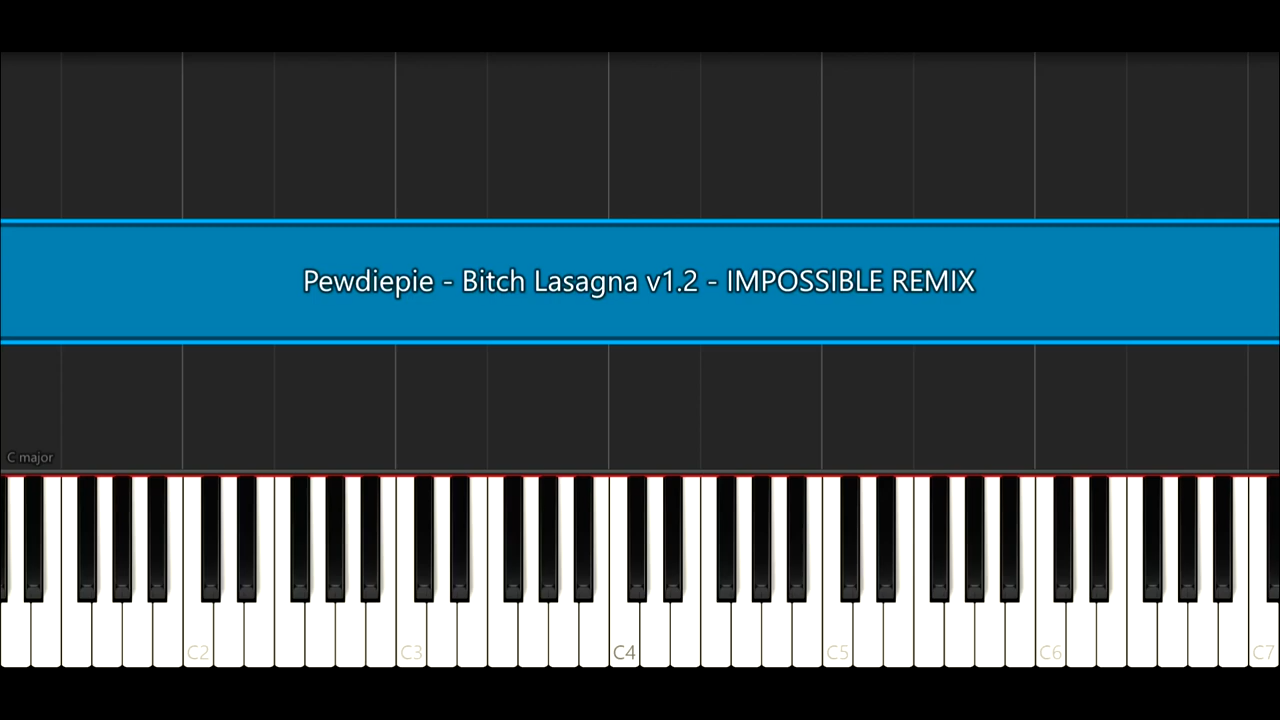 Pewdiepie - Bitch Lasagna v1.2 - IMPOSSIBLE REMIX
C major
C2 C3 C4 C5 C6 C7